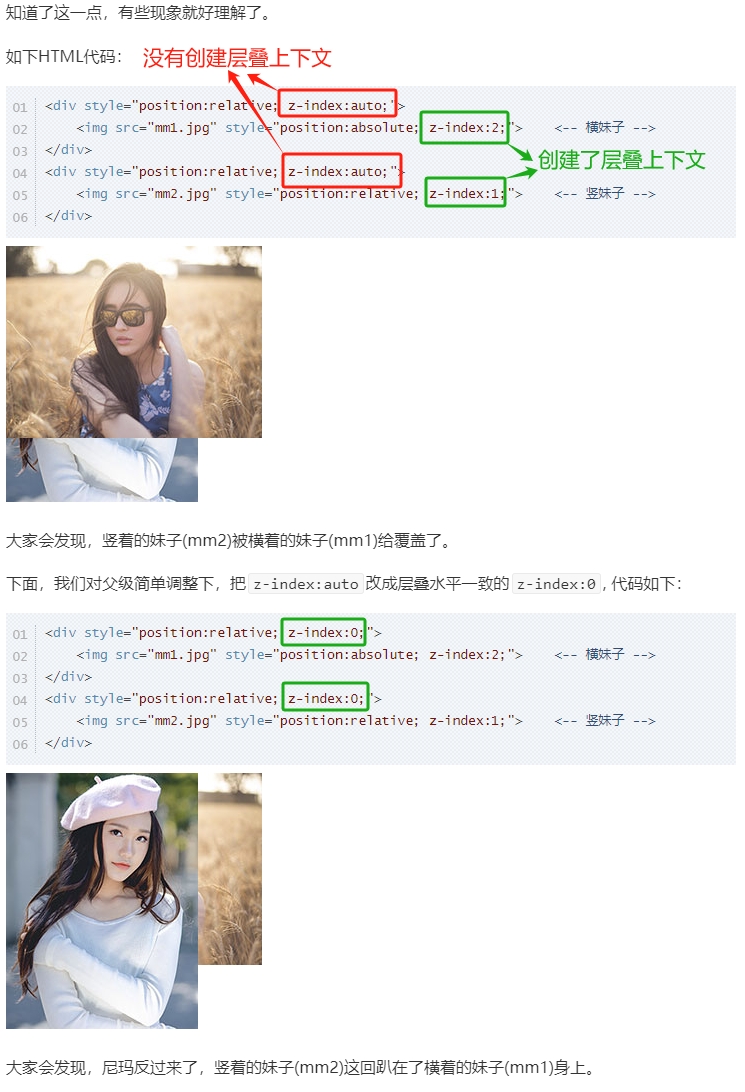 知道了这一点，有些现象就好理解了。
如下HTML代码： 没有创建层叠上下文
01 <div style="position:relative; z-index:auto;">
02     <img src="mm1.jpg" style="position:absolute; z-index:2;">    <-- 横妹子 -->
03 </div>
创建了层叠上下文
04 <div style="position:relative; z-index:auto;">
05     <img src="mm2.jpg" style="position:relative; z-index:1;">    <-- 竖妹子 -->
06 </div>
大家会发现，竖着的妹子(mm2)被横着的妹子(mm1)给覆盖了。
下面，我们对父级简单调整下，把 z-index:auto 改成层叠水平一致的 z-index:0 , 代码如下：
01 <div style="position:relative; z-index:0;">
02     <img src="mm1.jpg" style="position:absolute; z-index:2;">    <-- 横妹子 -->
03 </div>
04 <div style="position:relative; z-index:0;">
05     <img src="mm2.jpg" style="position:relative; z-index:1;">    <-- 竖妹子 -->
06 </div>
大家会发现，尼玛反过来了，竖着的妹子(mm2)这回趴在了横着的妹子(mm1)身上。